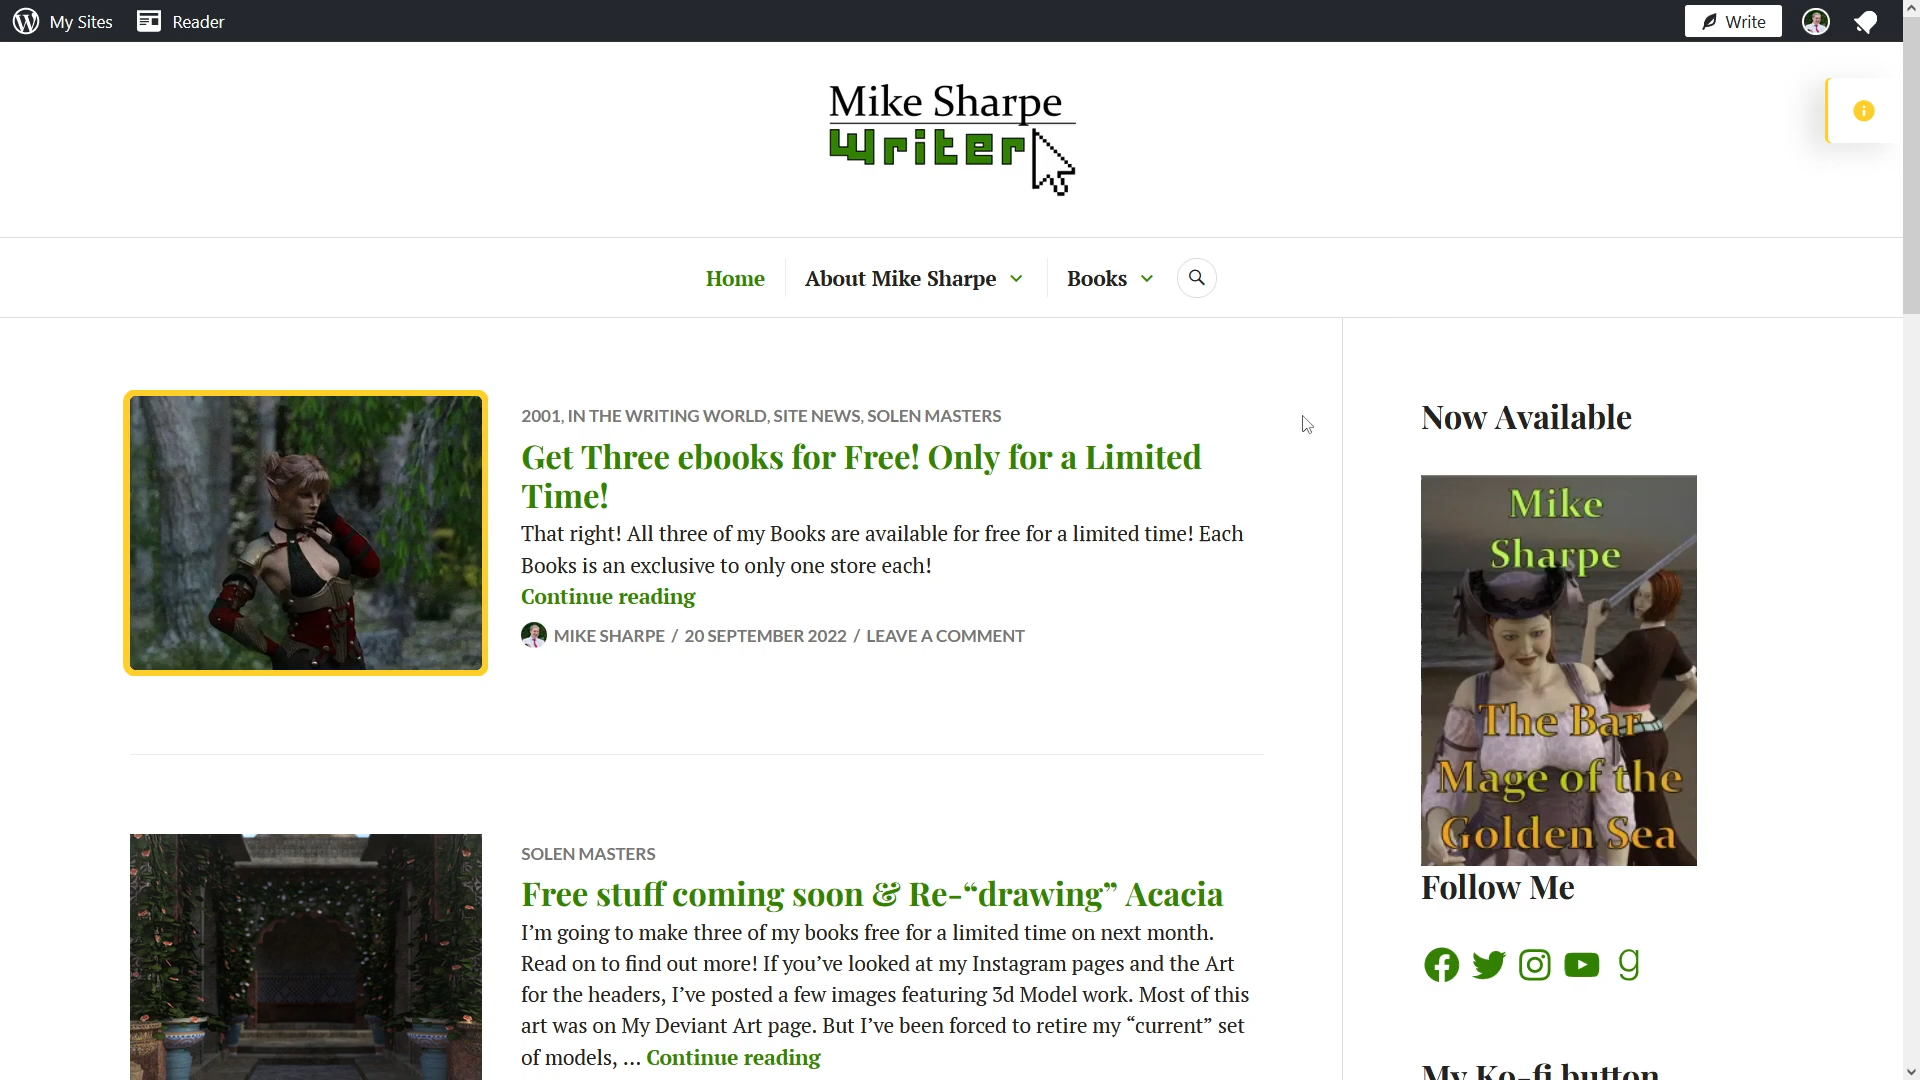 My Sites
Reader
Write
Mike Sharpe
Writer
Home
About Mike Sharpe
Books
2001, IN THE WRITING WORLD, SITE NEWS, SOLEN MASTERS
Get Three ebooks for Free! Only for a Limited
Time!
That right! All three of my Books are available for free for a limited time! Each
Books is an exclusive to only one store each!
Continue reading
MIKE SHARPE / 20 SEPTEMBER 2022 / LEAVE A COMMENT
SOLEN MASTERS
Free stuff coming soon & Re-“drawing” Acacia
I’m going to make three of my books free for a limited time on next month.
Read on to find out more! If you’ve looked at my Instagram pages and the Art
for the headers, I’ve posted a few images featuring 3d Model work. Most of this
art was on My Deviant Art page. But I’ve been forced to retire my “current” set
of models, … Continue reading
Now Available
Mike
Sharpe
The Bar
Mage of the
Golden Sea
Follow Me
My Ko-fi button